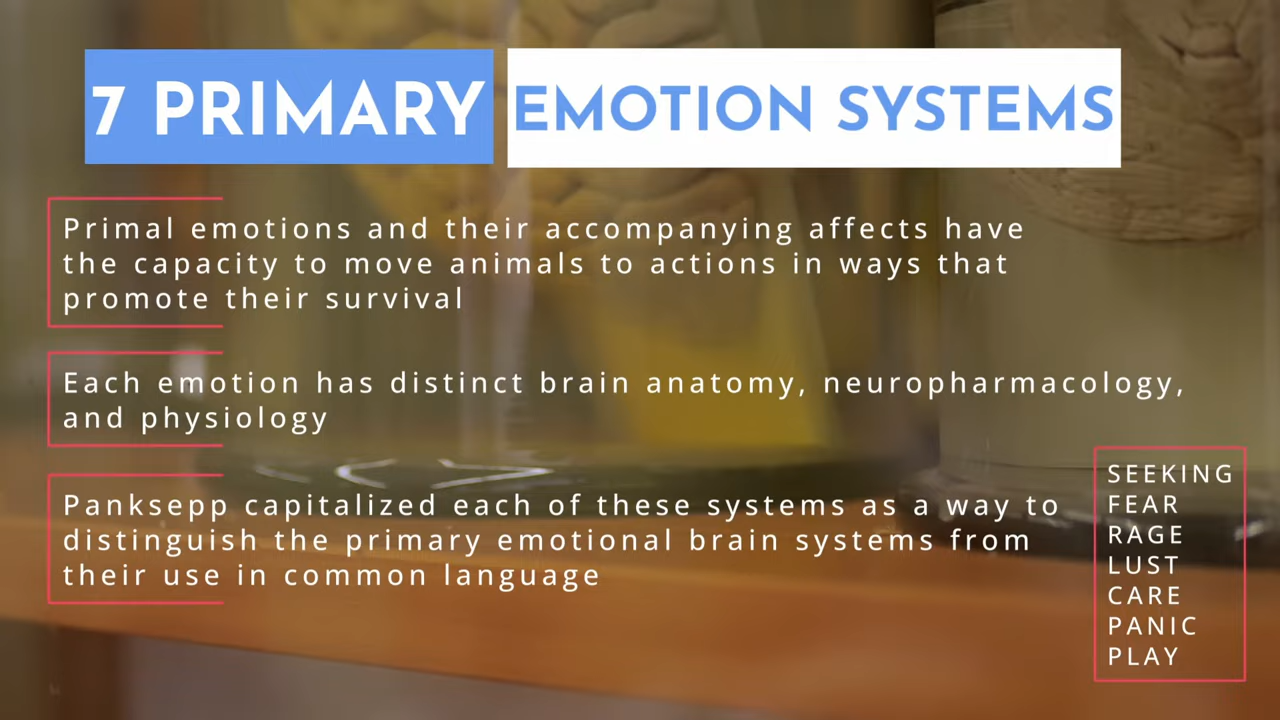 7 PRIMARY EMOTION SYSTEMS
Primal emotions and their accompanying affects have
the capacity to move animals to actions in ways that
promote their survival
Each emotion has distinct brain anatomy, neuropharmacology,
and physiology
Panksepp capitalized each of these systems as a way to
distinguish the primary emotional brain systems from
their use in common language
SEEKING
FEAR
RAGE
LUST
CARE
PANIC
PLAY